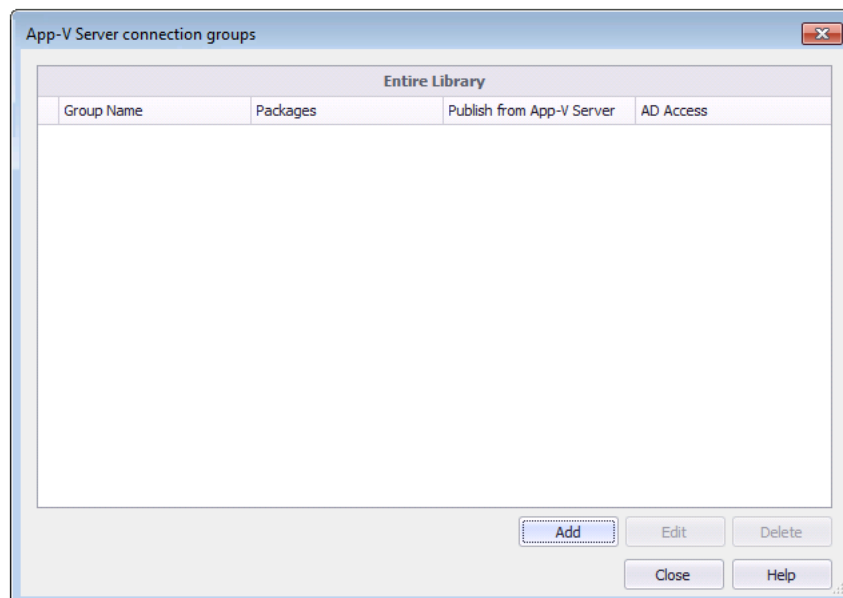 App-V Server connection groups
Entire Library
Group Name Packages Publish from App-V Server AD Access
Add Edit Delete
Close Help